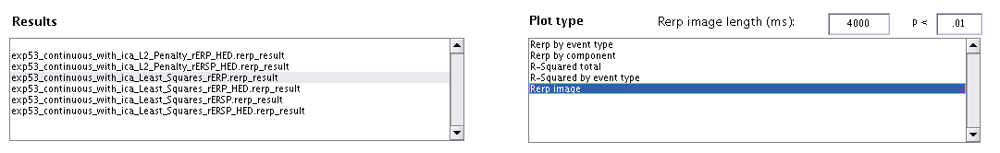 Results
exp53_continuous_with_ica_L2_Penalty_rERP_HED.rerp_result
exp53_continuous_with_ica_L2_Penalty_rERSP_HED.rerp_result
exp53_continuous_with_ica_Least_Squares_rERP.rerp_result
exp53_continuous_with_ica_Least_Squares_rERP_HED.rerp_result
exp53_continuous_with_ica_Least_Squares_rERSP.rerp_result
exp53_continuous_with_ica_Least_Squares_rERSP_HED.rerp_result
Plot type Rerp image length (ms): 4000 p < .01
Rerp by event type
Rerp by component
R-Squared total
R-Squared by event type
Rerp image